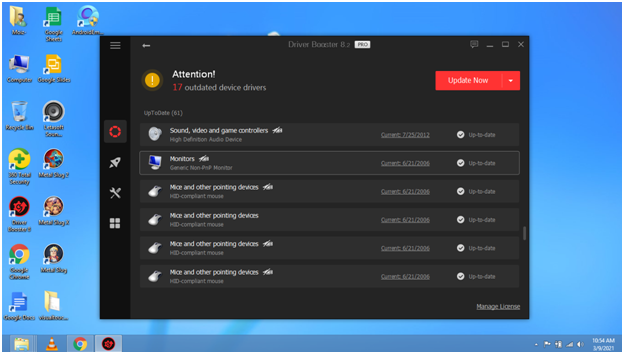 Mobo
Google
Sheets
Computer
Google Slides
Recycle Bin
360 Total
Security
Metal Slug 2
Driver
Booster 8
Metal Slug X
Google
Chrome
Metal Slug
Google Docs
Driver Booster 8.2 PRO
Attention!
17 outdated device drivers
Update Now
UpToDate (61)
Sound, video and game controllers
High Definition Audio Device
Current: 7/25/2012
Up-to-date
Monitors
Generic Non-PnP Monitor
Current: 6/21/2006
Up-to-date
Mice and other pointing devices
HID-compliant mouse
Current: 6/21/2006
Up-to-date
Mice and other pointing devices
HID-compliant mouse
Current: 6/21/2006
Up-to-date
Mice and other pointing devices
HID-compliant mouse
Current: 6/21/2006
Up-to-date
Mice and other pointing devices
HID-compliant mouse
Current: 6/21/2006
Up-to-date
Manage License
10:54 AM
3/9/2021